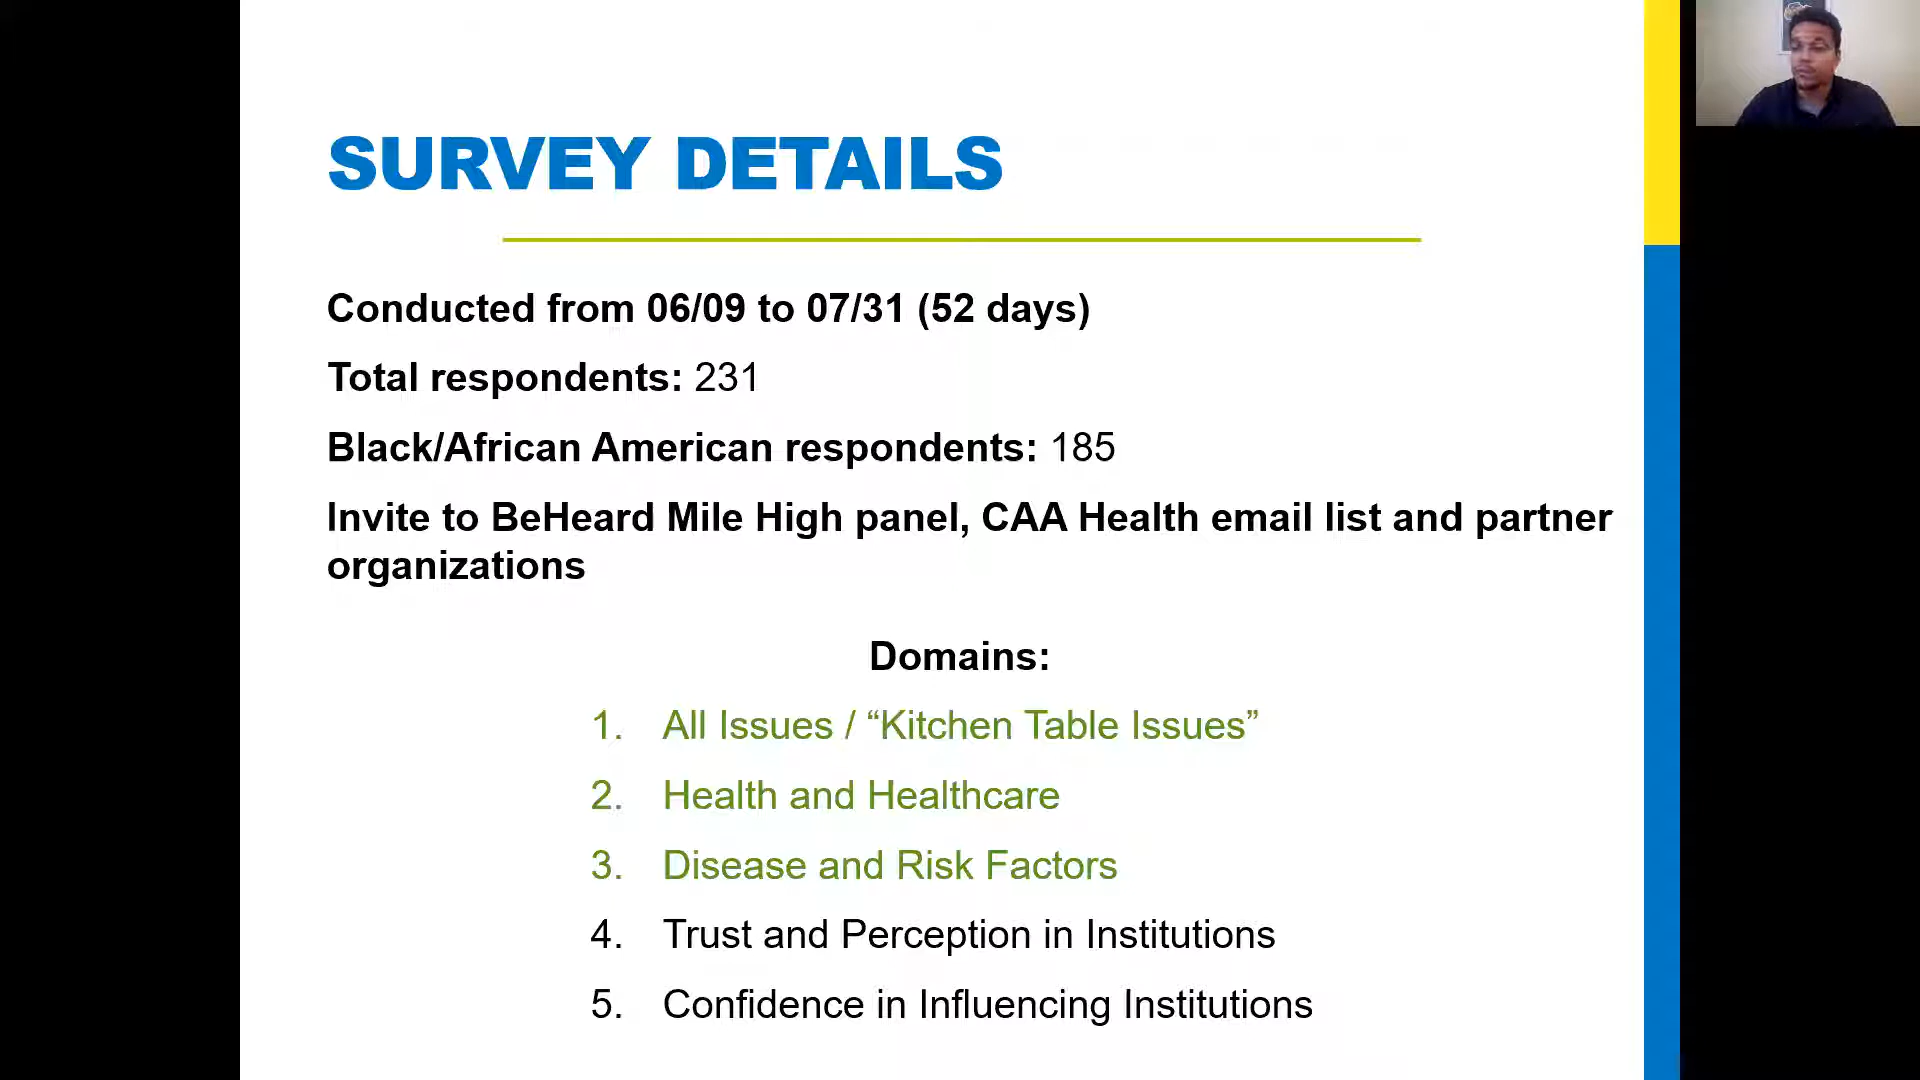 SURVEY DETAILS
Conducted from 06/09 to 07/31 (52 days)
Total respondents: 231
Black/African American respondents: 185
Invite to BeHeard Mile High panel, CAA Health email list and partner
organizations
Domains:
1. All Issues / “Kitchen Table Issues”
2. Health and Healthcare
3. Disease and Risk Factors
4. Trust and Perception in Institutions
5. Confidence in Influencing Institutions